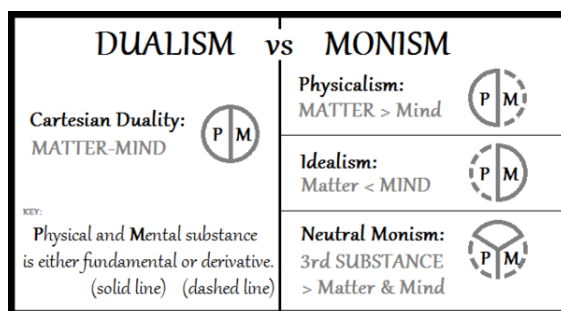 DUALISM vs MONISM
Cartesian Duality:
MATTER-MIND
P M
KEY:
Physical and Mental substance
is either fundamental or derivative.
(solid line) (dashed line)
Physicalism:
MATTER > Mind
P M
Idealism:
Matter < MIND
P M
Neutral Monism:
3rd SUBSTANCE
> Matter & Mind
P M